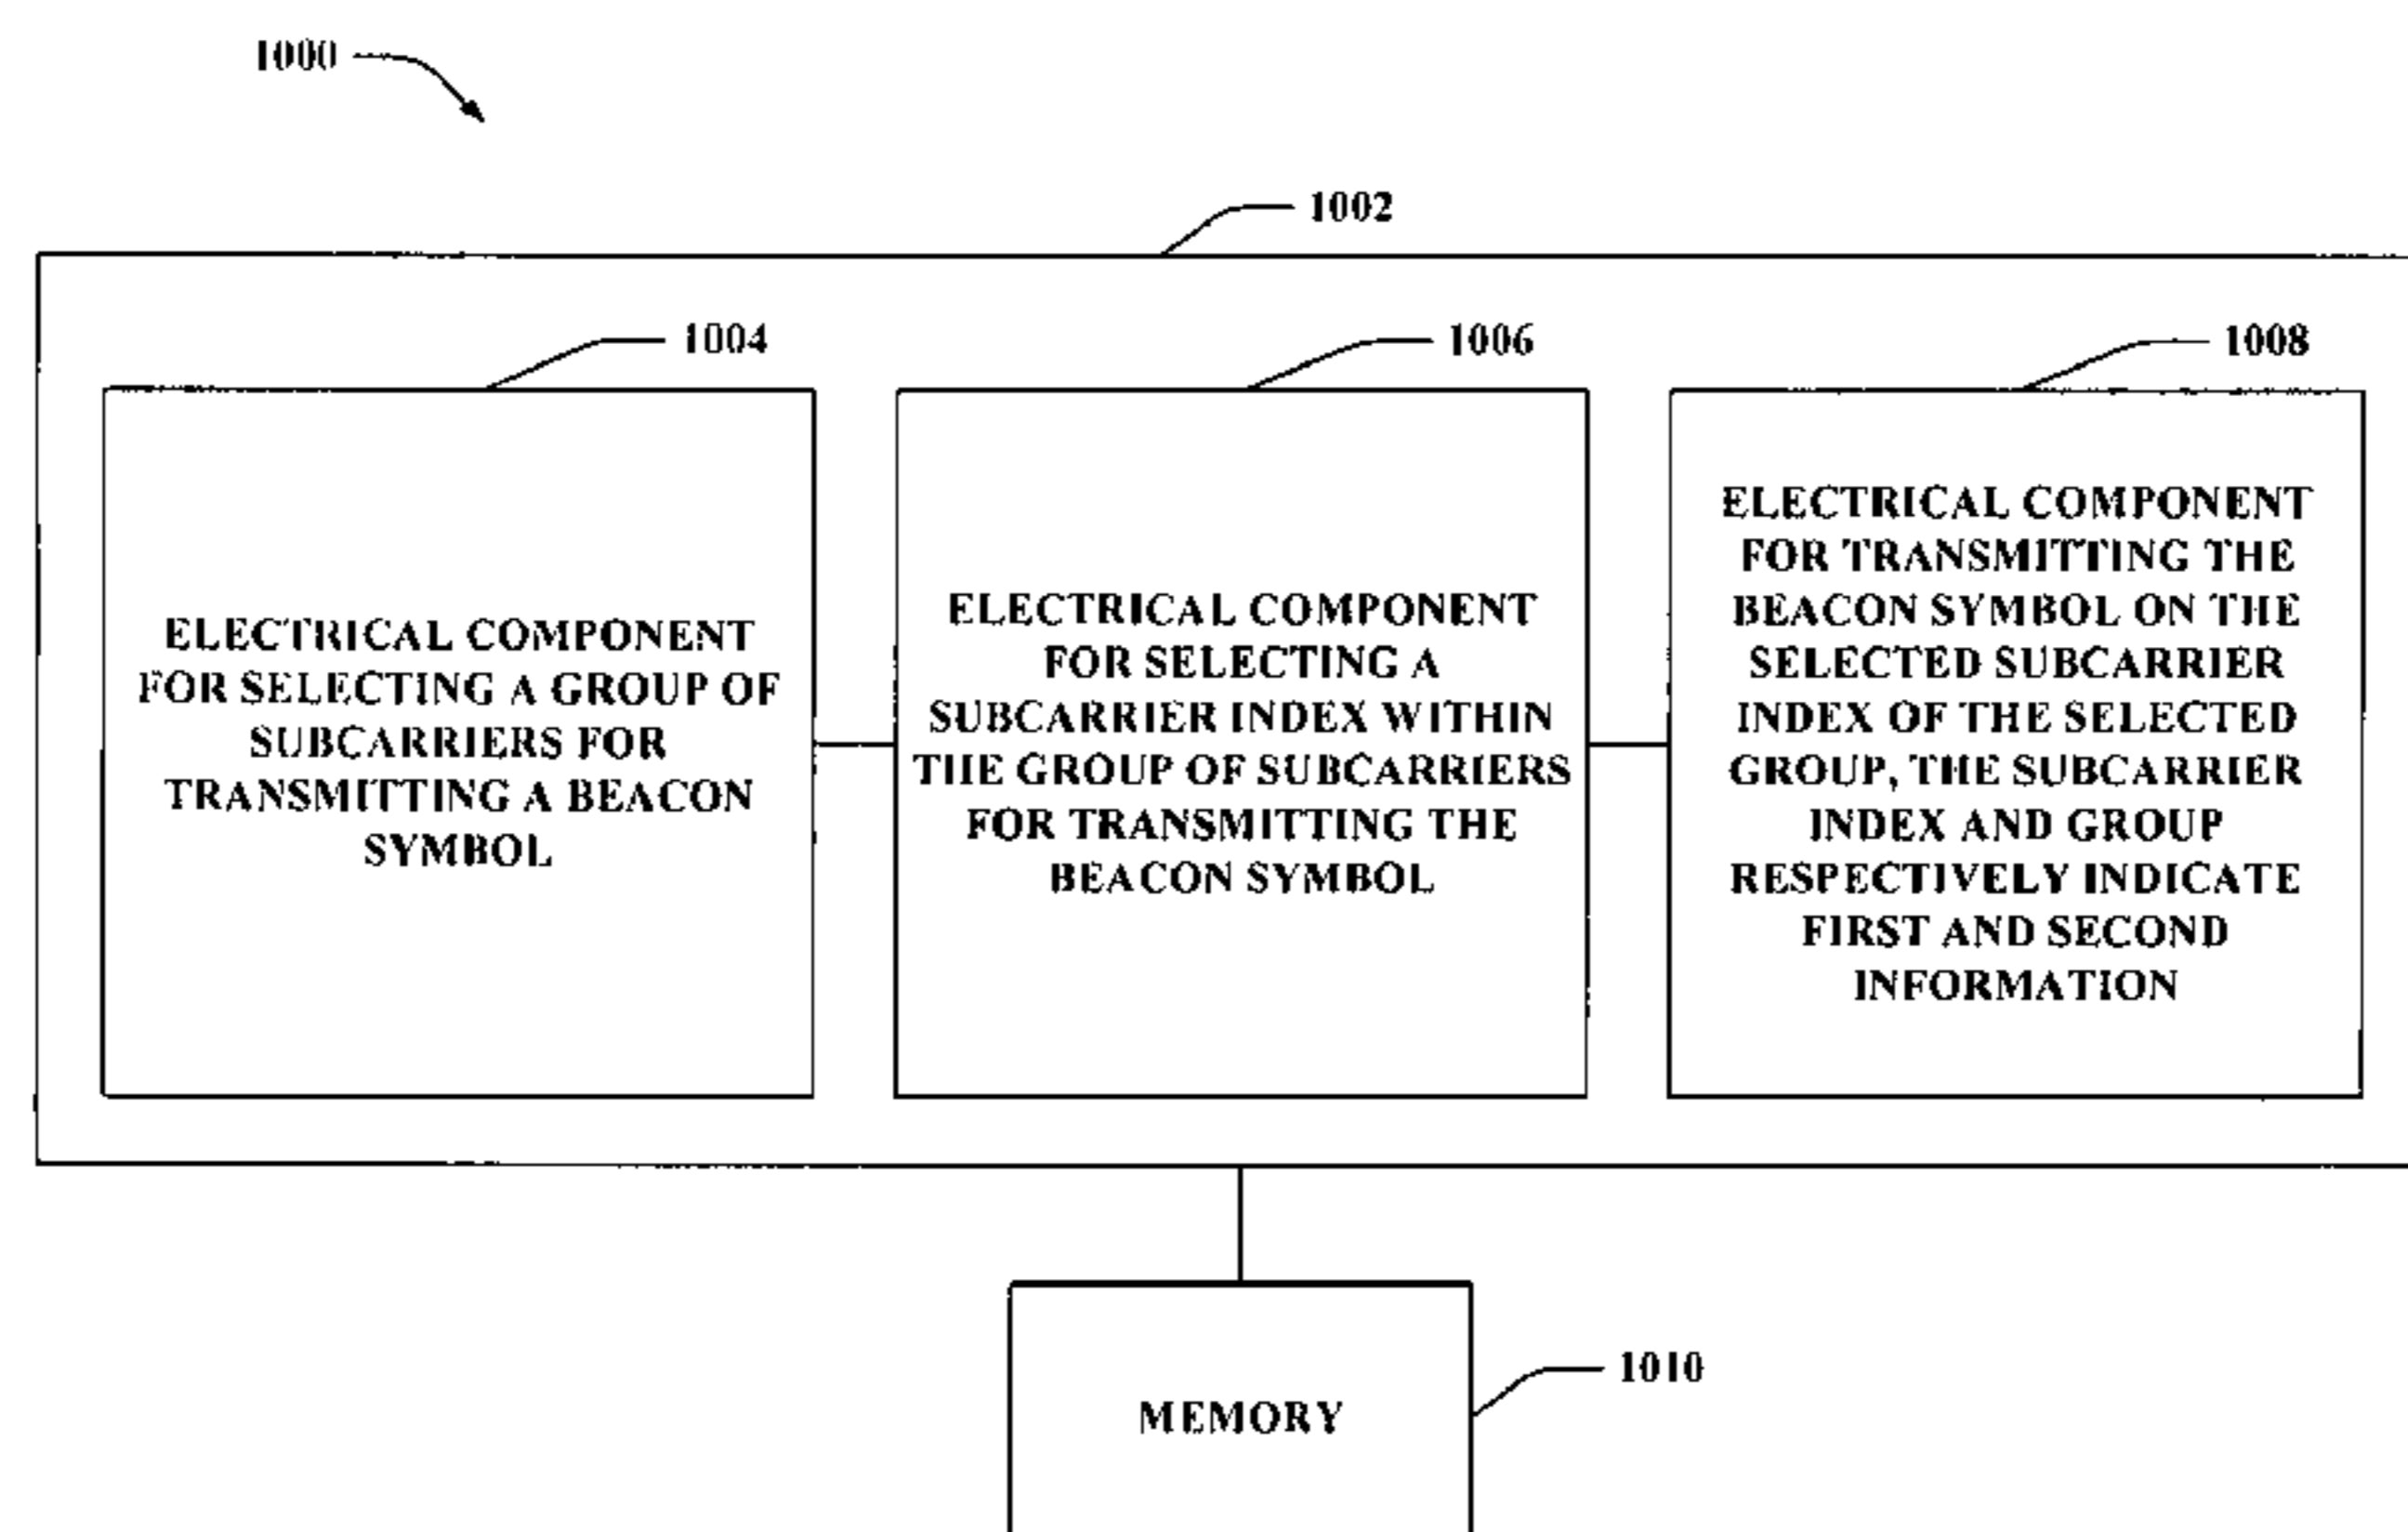 1000
1002
1004
1006
1008
ELECTRICAL COMPONENT
FOR SELECTING A GROUP OF
SUBCARRIERS FOR
TRANSMITTING A BEACON
SYMBOL
ELECTRICAL COMPONENT
FOR SELECTING A
SUBCARRIER INDEX WITHIN
THE GROUP OF SUBCARRIERS
FOR TRANSMITTING THE
BEACON SYMBOL
ELECTRICAL COMPONENT
FOR TRANSMITTING THE
BEACON SYMBOL ON THE
SELECTED SUBCARRIER
INDEX OF THE SELECTED
GROUP, THE SUBCARRIER
INDEX AND GROUP
RESPECTIVELY INDICATE
FIRST AND SECOND
INFORMATION
1010
MEMORY